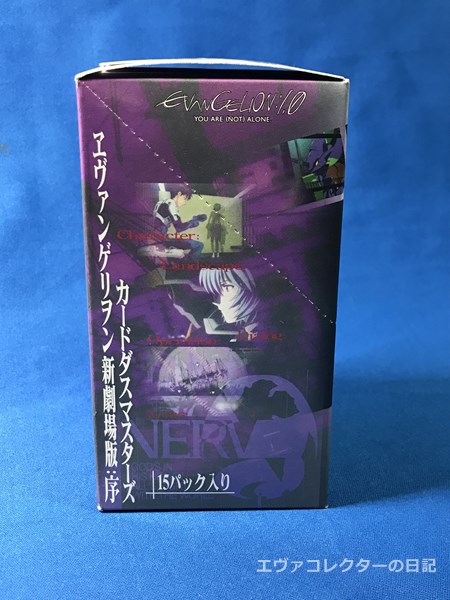 EVANGELION:1.0
YOU ARE (NOT) ALONE.
ヱヴァンゲリヲン新劇場版:序
カードダスマスターズ
Character:
Landscape:
NERV
15パック入り
エヴァコレクターの日記